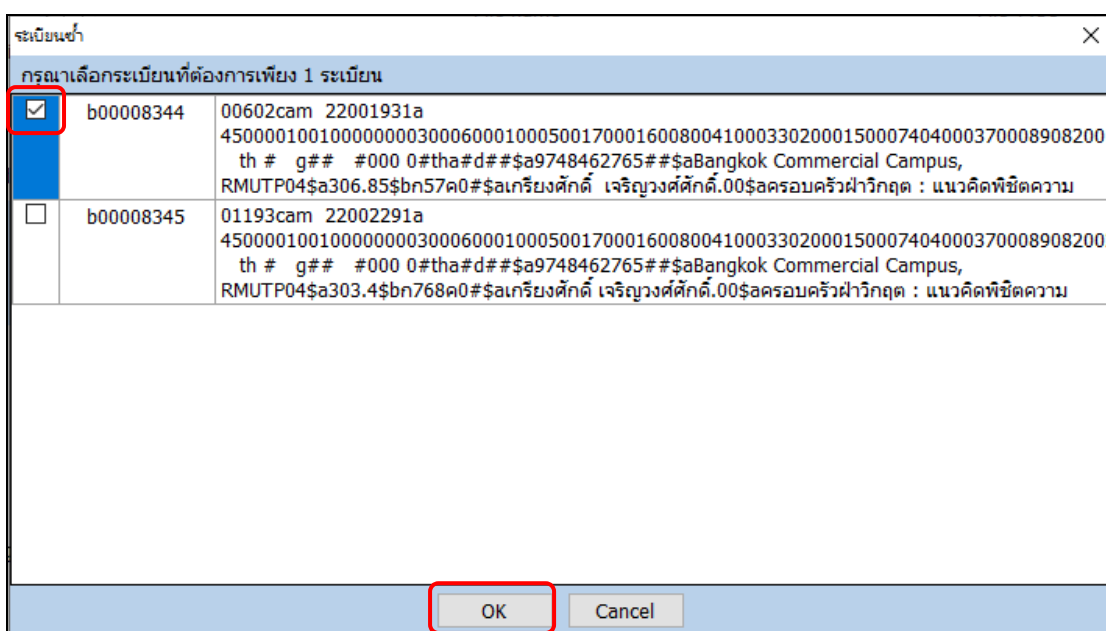 ระเบียนซ้ำ
กรุณาเลือกระเบียนที่ต้องการเพียง 1 ระเบียน
b00008344 00602cam 22001931a
450000100100000000300060001000500170001600800410003302000150007404000370008908200
th # g## #000 0#tha#d##$a9748462765##$aBangkok Commercial Campus,
RMUTP04$a306.85$bก57ค0#$aเกรียงศักดิ์ เจริญวงศ์ศักดิ์.00$aครอบครัวฝ่าวิกฤต : แนวคิดพิชิตความ
b00008345 01193cam 22002291a
450000100100000000300060001000500170001600800410003302000150007404000370008908200
th # g## #000 0#tha#d##$a9748462765##$aBangkok Commercial Campus,
RMUTP04$a303.4$bก768ค0#$aเกรียงศักดิ์ เจริญวงศ์ศักดิ์.00$aครอบครัวฝ่าวิกฤต : แนวคิดพิชิตความ
OK Cancel